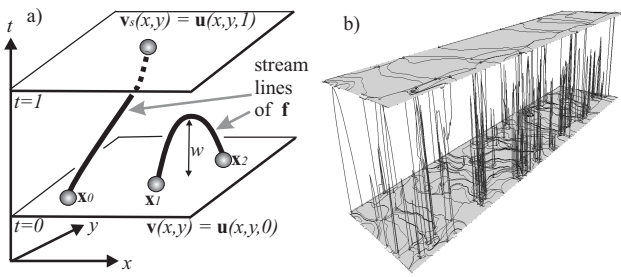 a)
t
v_s(x,y) = u(x,y,1)
stream
lines
of f
t=1
w
x_0
x_1
x_2
t=0
y
v(x,y) = u(x,y,0)
x
b)